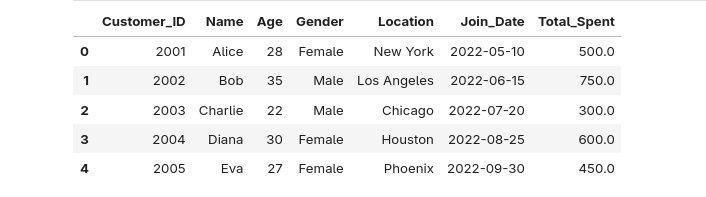 Customer_ID Name Age Gender Location Join_Date Total_Spent
0 2001 Alice 28 Female New York 2022-05-10 500.0
1 2002 Bob 35 Male Los Angeles 2022-06-15 750.0
2 2003 Charlie 22 Male Chicago 2022-07-20 300.0
3 2004 Diana 30 Female Houston 2022-08-25 600.0
4 2005 Eva 27 Female Phoenix 2022-09-30 450.0